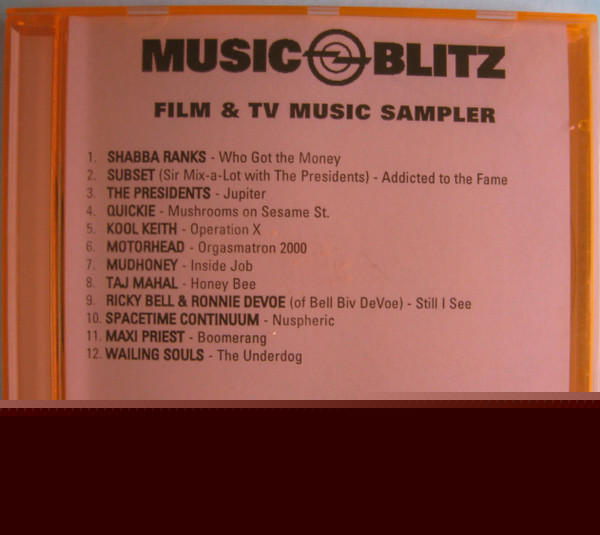 MUSIC BLITZ
FILM & TV MUSIC SAMPLER
1. SHABBA RANKS - Who Got the Money
2. SUBSET (Sir Mix-a-Lot with The Presidents) - Addicted to the Fame
3. THE PRESIDENTS - Jupiter
4. QUICKIE - Mushrooms on Sesame St.
5. KOOL KEITH - Operation X
6. MOTORHEAD - Orgasmatron 2000
7. MUDHONEY - Inside Job
8. TAJ MAHAL - Honey Bee
9. RICKY BELL & RONNIE DEVOE (of Bell Biv DeVoe) - Still I See
10. SPACETIME CONTINUUM - Nuspheric
11. MAXI PRIEST - Boomerang
12. WAILING SOULS - The Underdog